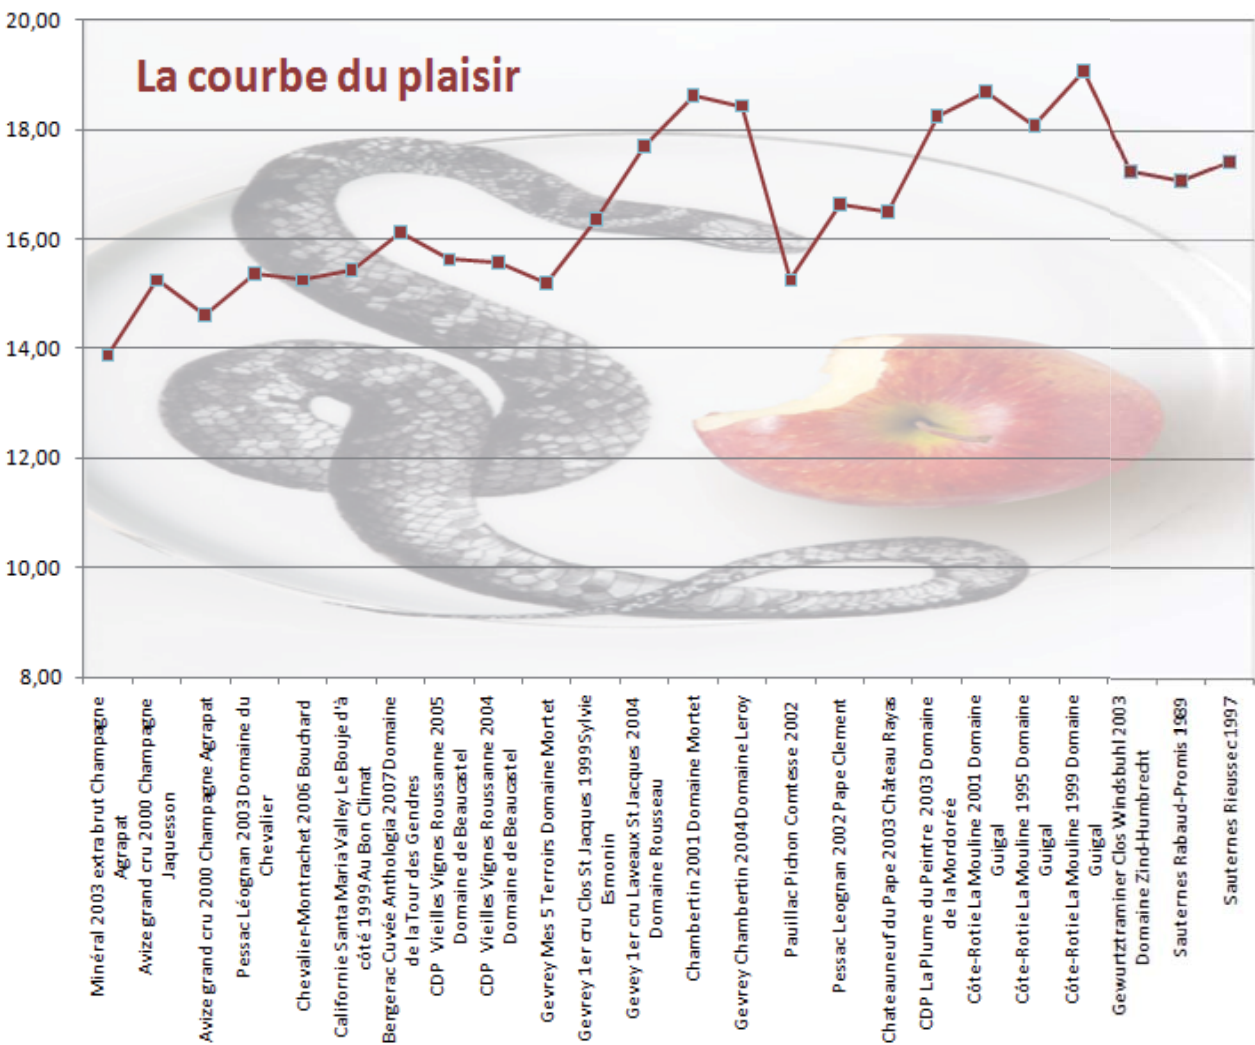 La courbe du plaisir
20,00
18,00
16,00
14,00
12,00
10,00
8,00
Minéral 2003 extra brut Champagne
Agrapat
Avize grand cru 2000 Champagne
Jaquesson
Avize grand cru 2000 Champagne Agrapat
Pessac Léognan 2003 Domaine du
Chevalier
Chevalier-Montrachet 2006 Bouchard
Californie Santa Maria Valley Le Bouje d'à
côté 1999 Au Bon Climat
Bergerac Cuvée Anthologia 2007 Domaine
de la Tour des Gendres
CDP Vieilles Vignes Roussanne 2005
Domaine de Beaucastel
CDP Vieilles Vignes Roussanne 2004
Domaine de Beaucastel
Gevrey Mes 5 Terroirs Domaine Mortet
Gevrey 1er cru Clos St Jacques 1999 Sylvie
Esmonin
Gevey 1er cru Laveaux St Jacques 2004
Domaine Rousseau
Chambertin 2001 Domaine Mortet
Gevrey Chambertin 2004 Domaine Leroy
Pauillac Pichon Comtesse 2002
Pessac Leognan 2002 Pape Clement
Chateauneuf du Pape 2003 Château Rayas
CDP La Plume du Peintre 2003 Domaine
de la Mordorée
Côte-Rotie La Mouline 2001 Domaine
Guigal
Côte-Rotie La Mouline 1995 Domaine
Guigal
Côte-Rotie La Mouline 1999 Domaine
Guigal
Gewurtztraminer Clos Windsbuhl 2003
Domaine Zind-Humbrecht
Sauternes Rabaud-Promis 1989
Sauternes Rieussec 1997